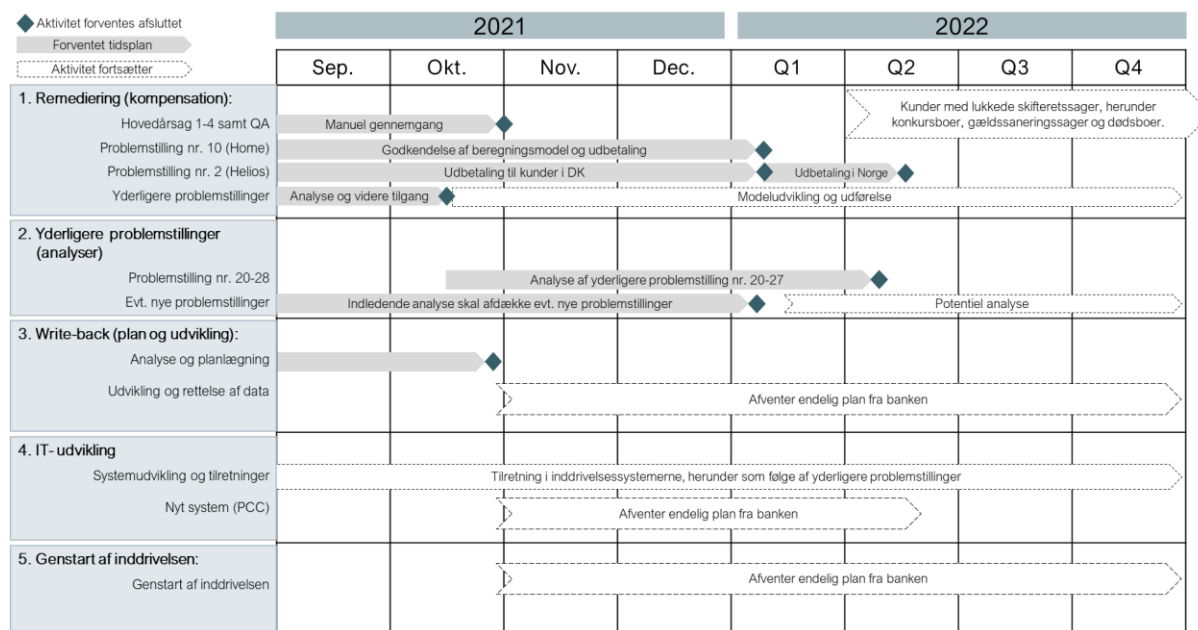 Aktivitet forventes afsluttet
Forventet tidsplan
Aktivitet fortsætter
2021
2022
Sep.
Okt.
Nov.
Dec.
Q1
Q2
Q3
Q4
1. Remediering (kompensation):
Kunder med lukkede skifteretssager, herunder
konkursboer, gældssaneringssager og dødsboer.
Hovedårsag 1-4 samt QA
Manuel gennemgang
Problemstilling nr. 10 (Home)
Godkendelse af beregningsmodel og udbetaling
Problemstilling nr. 2 (Helios)
Udbetaling til kunder i DK
Udbetaling i Norge
Yderligere problemstillinger
Analyse og videre tilgang
Modeludvikling og udførelse
2. Yderligere problemstillinger
(analyser)
Problemstilling nr. 20-28
Analyse af yderligere problemstilling nr. 20-27
Evt. nye problemstillinger
Indledende analyse skal afdække evt. nye problemstillinger
Potentiel analyse
3. Write-back (plan og udvikling):
Analyse og planlægning
Udvikling og rettelse af data
Afventer endelig plan fra banken
4. IT- udvikling
Systemudvikling og tilretninger
Tilretning i inddrivelsessystemerne, herunder som følge af yderligere problemstillinger
Nyt system (PCC)
Afventer endelig plan fra banken
5. Genstart af inddrivelsen:
Genstart af inddrivelsen
Afventer endelig plan fra banken